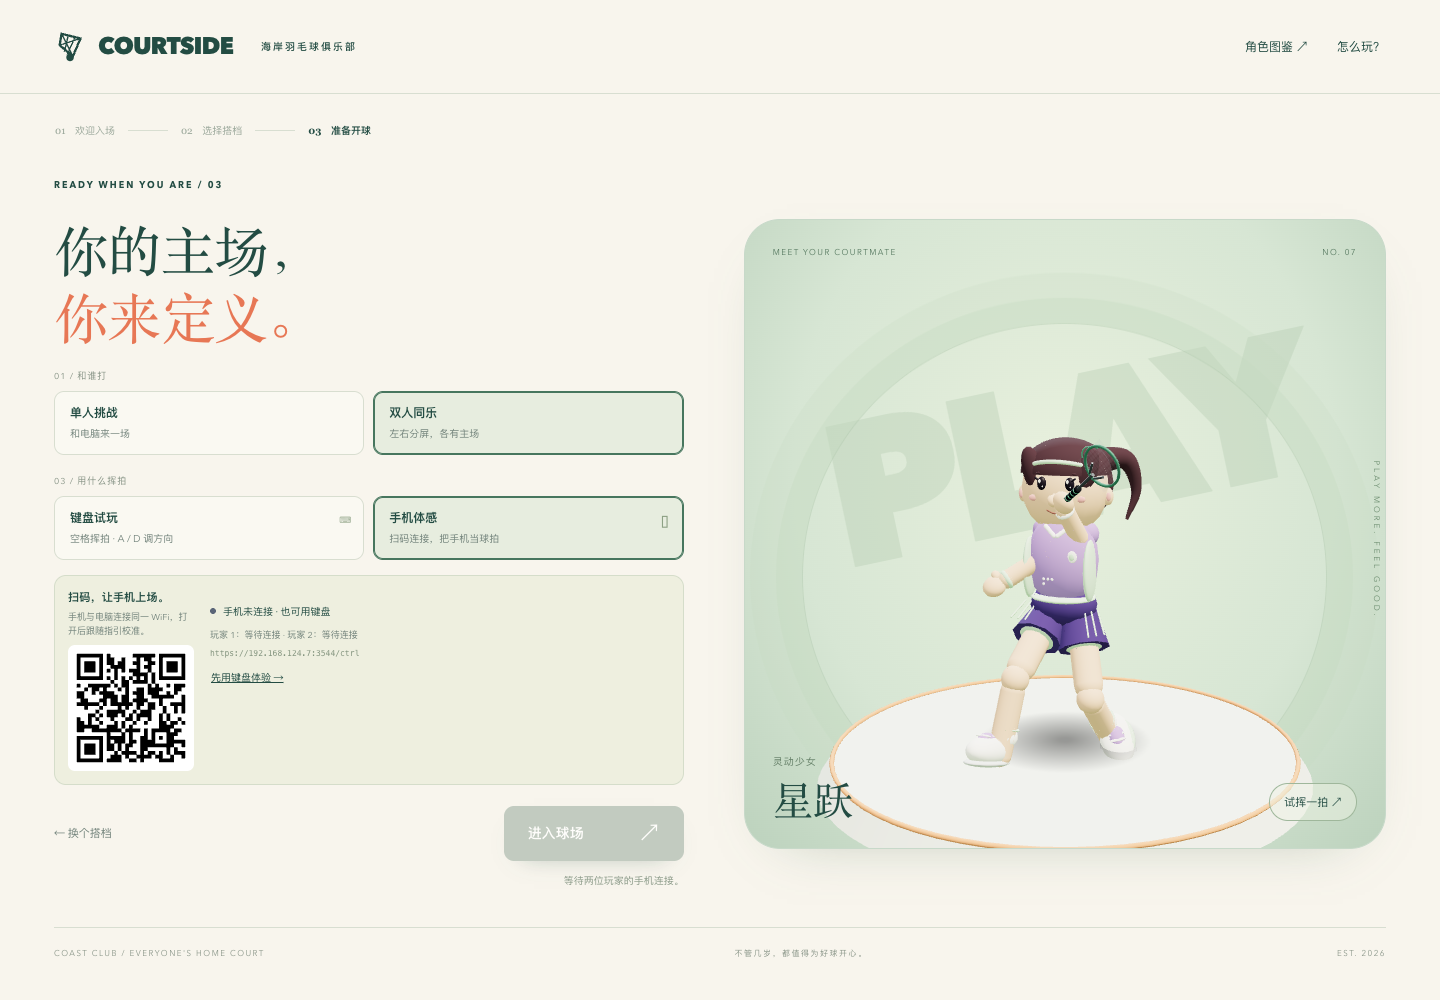 COURTSIDE 海岸羽毛球俱乐部
角色图鉴 ↗ 怎么玩?
01 欢迎入场 02 选择搭档 03 准备开球
READY WHEN YOU ARE / 03
你的主场,
你来定义。
01 / 和谁打
单人挑战
和电脑来一场
双人同乐
左右分屏，各有主场
03 / 用什么挥拍
键盘试玩
空格挥拍 · A / D 调方向
手机体感
扫码连接，把手机当球拍
扫码，让手机上场。
手机与电脑连接同一 WiFi，打
开后跟随指引校准。
手机未连接 · 也可用键盘
玩家 1：等待连接 · 玩家 2：等待连接
https://192.168.124.7:3544/ctrl
先用键盘体验 →
← 换个搭档
进入球场 ↗
等待两位玩家的手机连接。
MEET YOUR COURTMATE
NO. 07
PLAY
PLAY MORE. FEEL GOOD.
灵动少女
星跃
试挥一拍 ↗
COAST CLUB / EVERYONE'S HOME COURT
不管几岁，都值得为好球开心。
EST. 2026